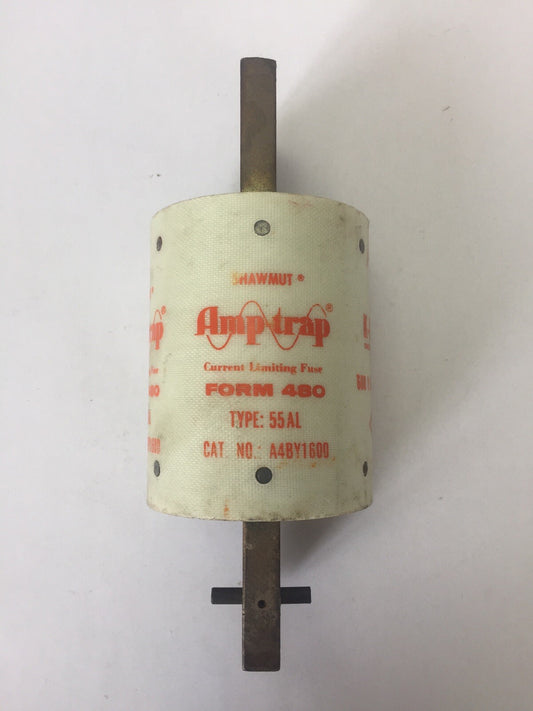 SHAWMUT ®
Amp-trap®
Current Limiting Fuse
FORM 480
TYPE: 55AL
CAT. NO.: A4BY1600